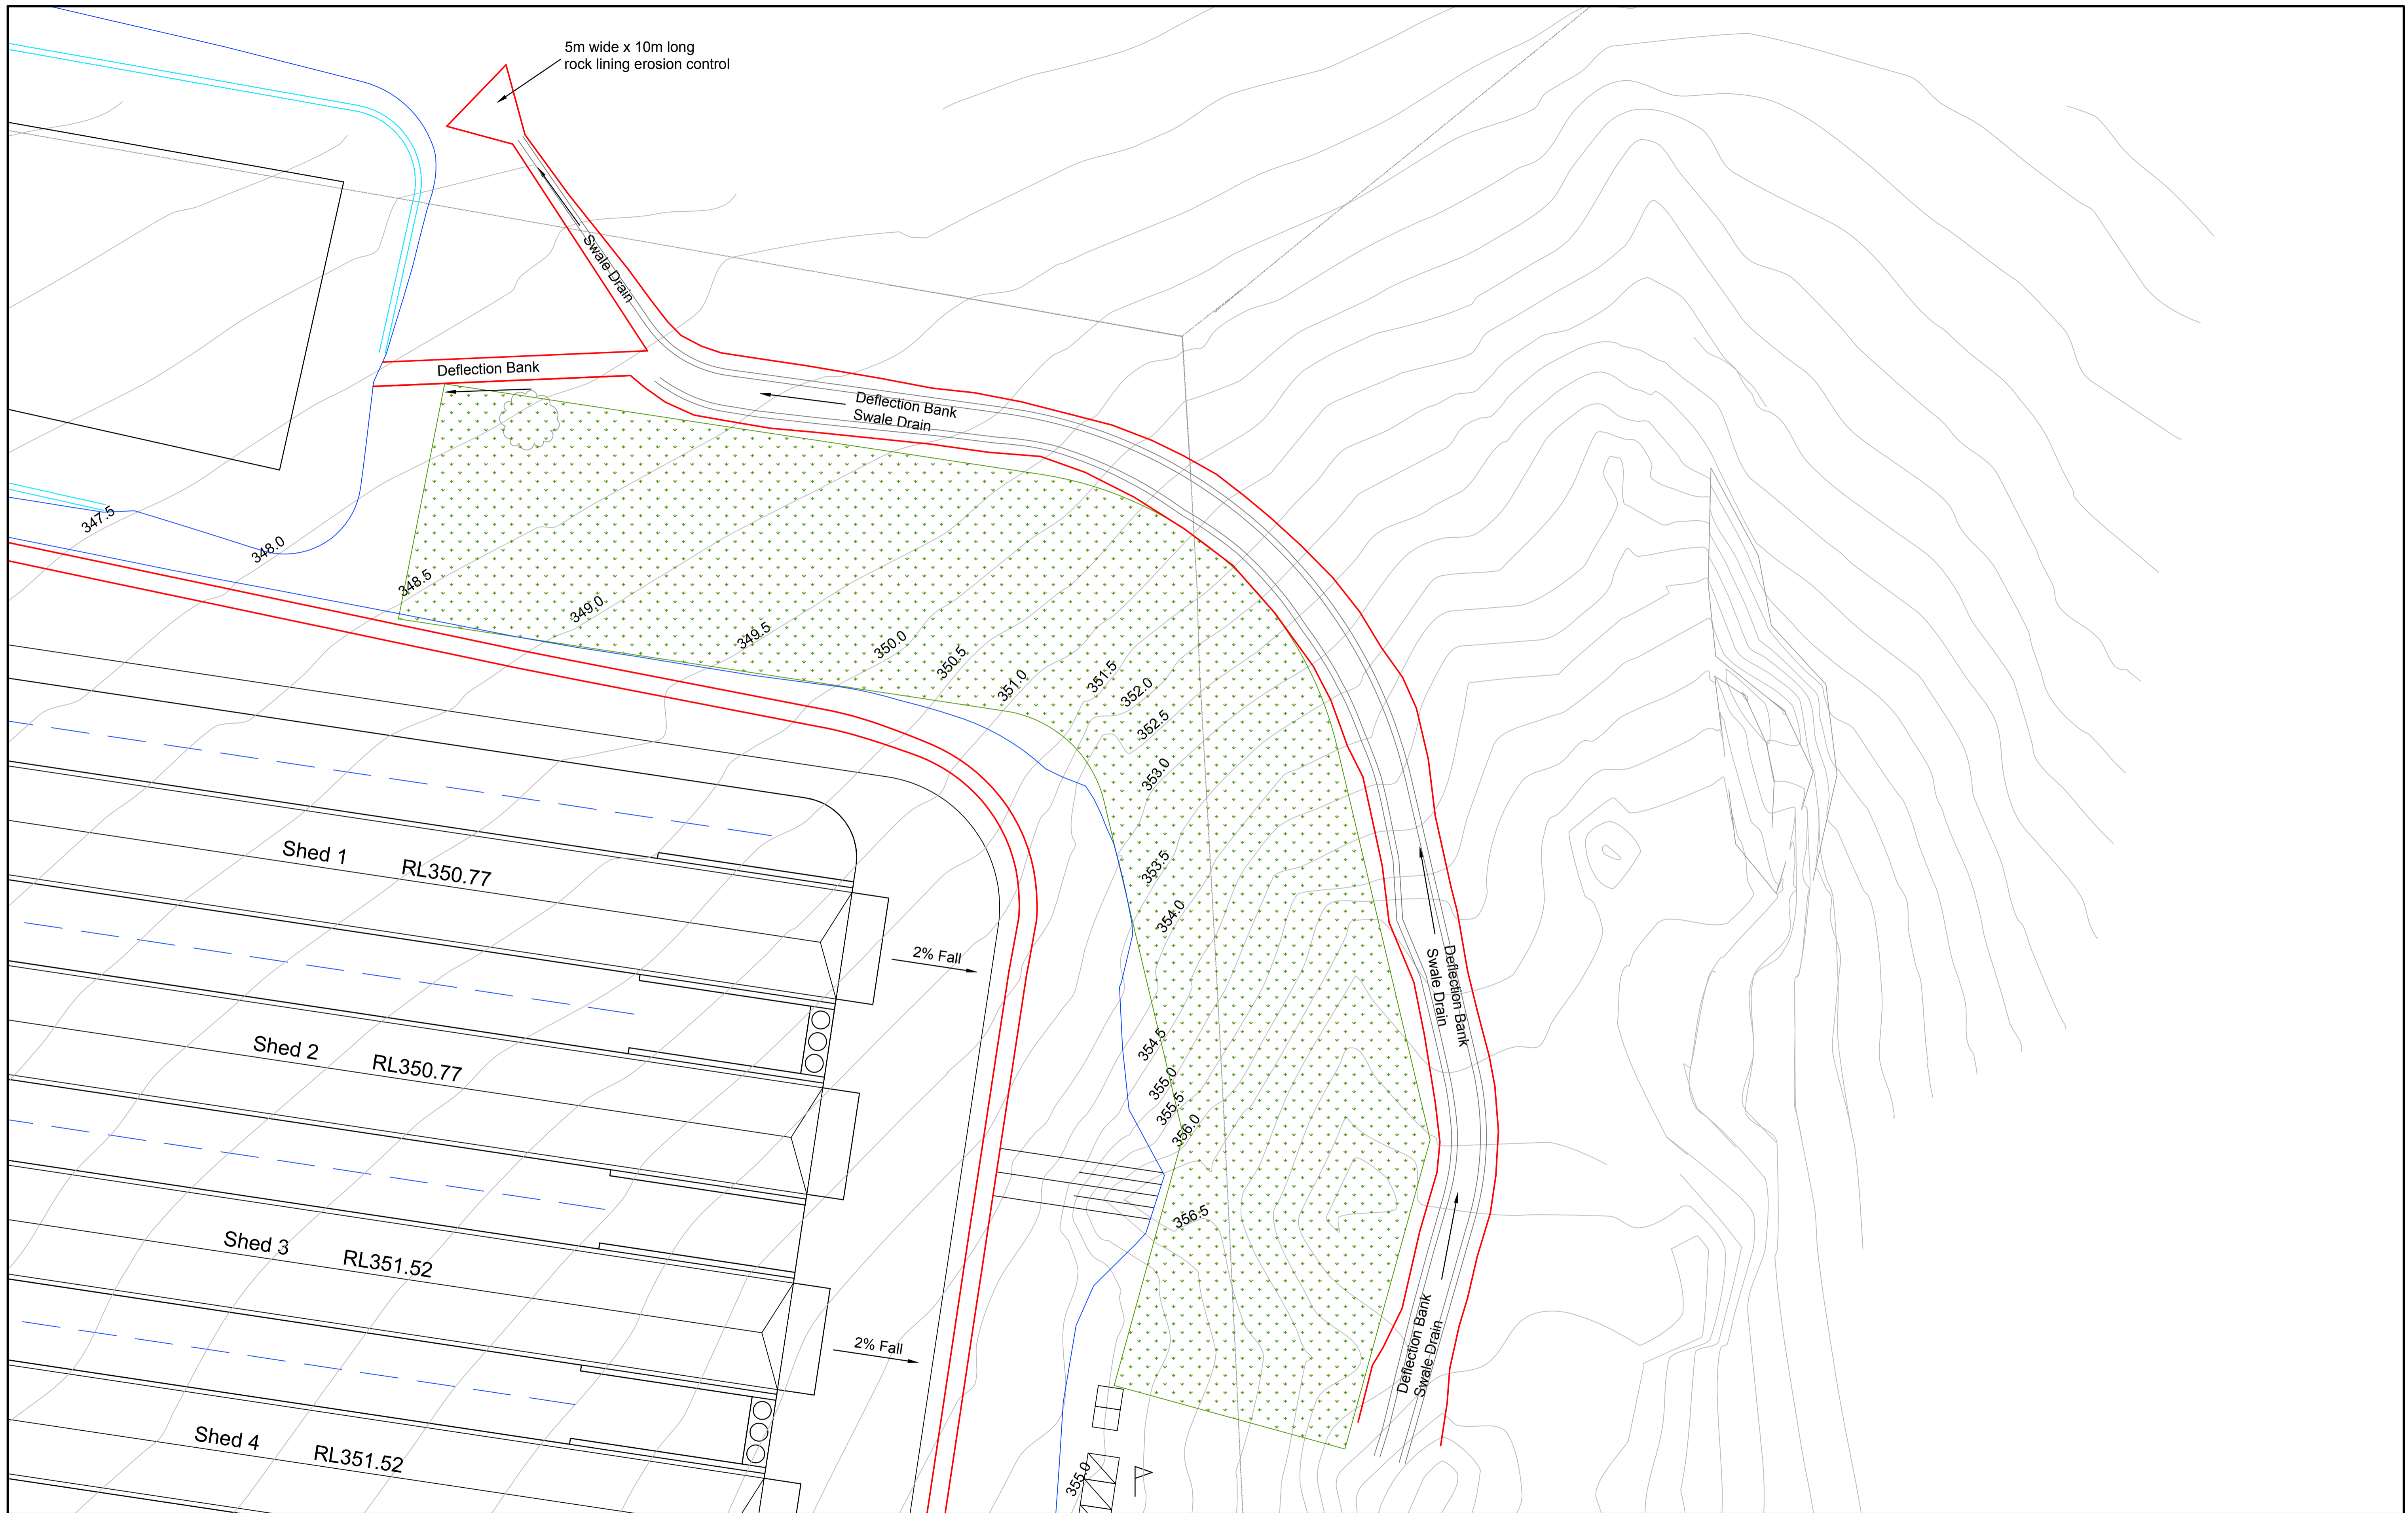 5m wide x 10m long
rock lining erosion control
Swale Drain
Deflection Bank
Deflection Bank
Swale Drain
347.5
348.0
348.5
349.0
349.5
350.0
350.5
351.0
351.5
352.0
352.5
353.0
353.5
354.0
354.5
355.0
355.5
356.0
356.5
355.0
Shed 1 RL350.77
2% Fall
Shed 2 RL350.77
Shed 3 RL351.52
2% Fall
Shed 4 RL351.52
Deflection Bank
Swale Drain
Deflection Bank
Swale Drain